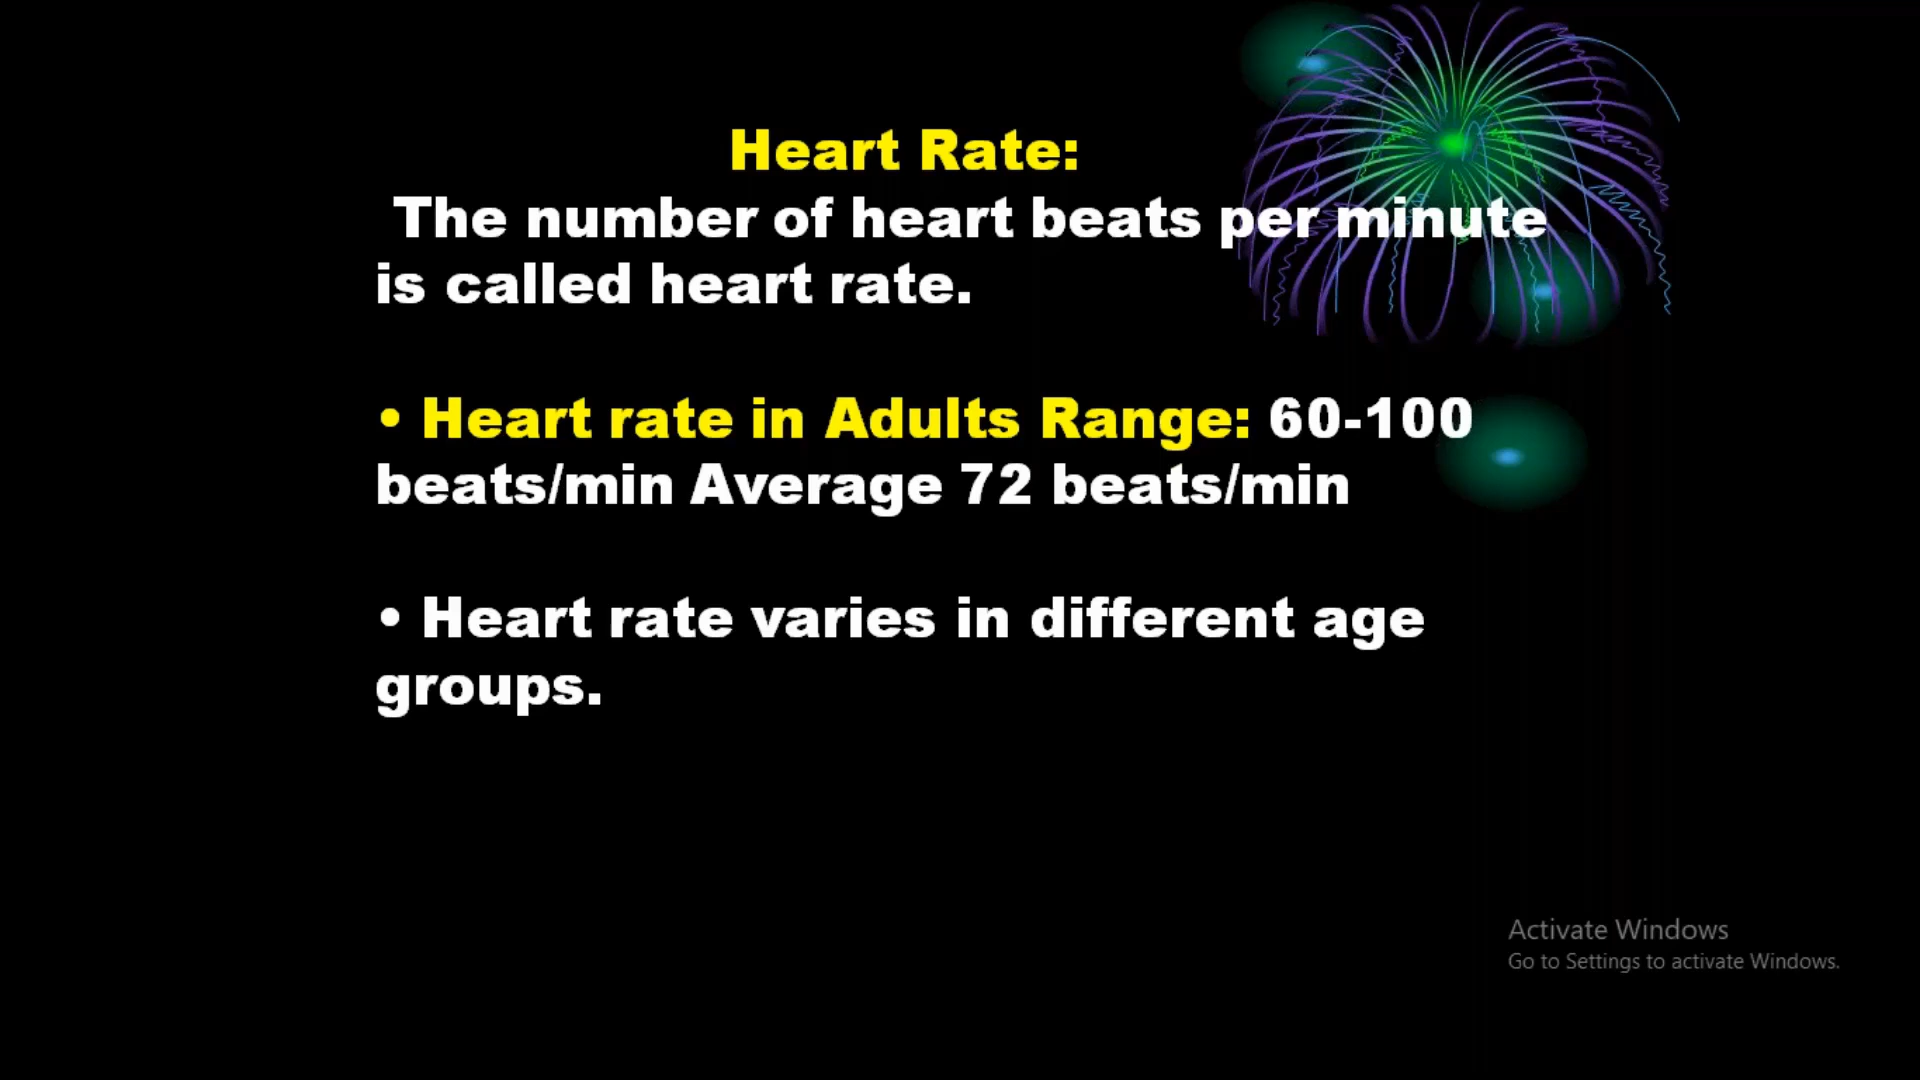 Heart Rate:
The number of heart beats per minute
is called heart rate.
• Heart rate in Adults Range: 60-100
beats/min Average 72 beats/min
• Heart rate varies in different age
groups.
Activate Windows
Go to Settings to activate Windows.